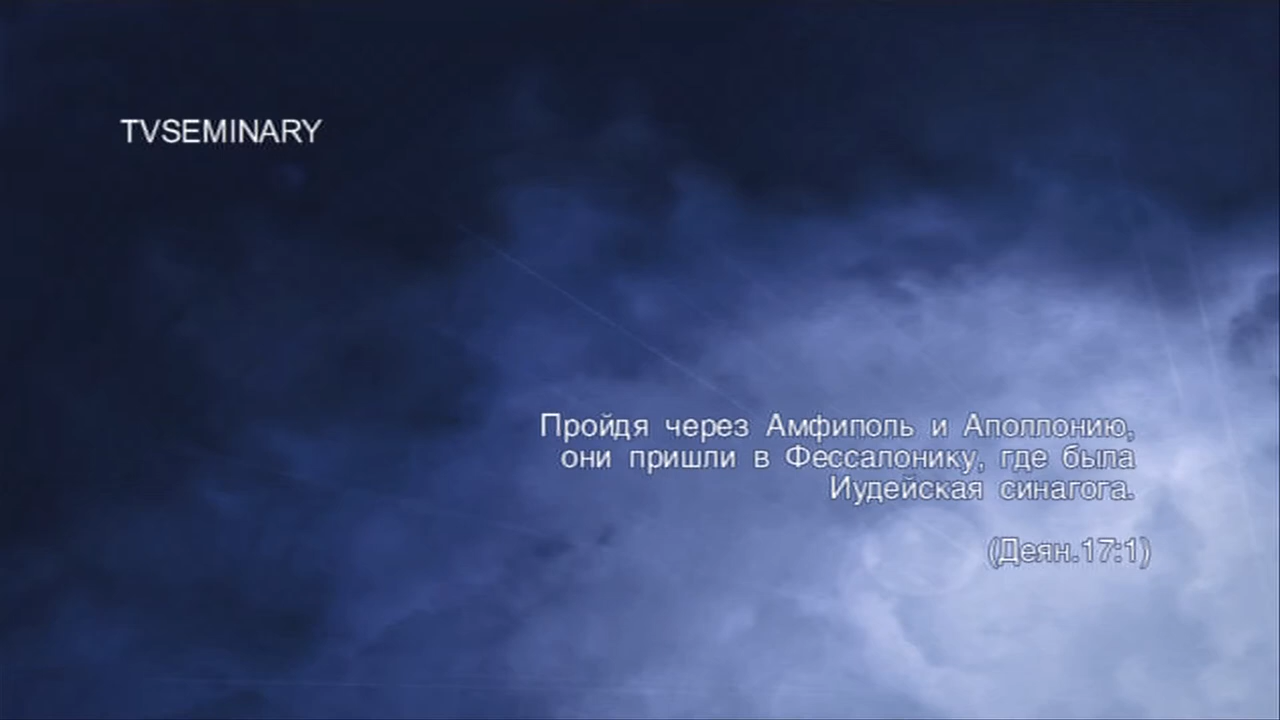 TVSEMINARY
Пройдя через Амфиполь и Аполлонию,
они пришли в Фессалонику, где была
Иудейская синагога.
(Деян.17:1)